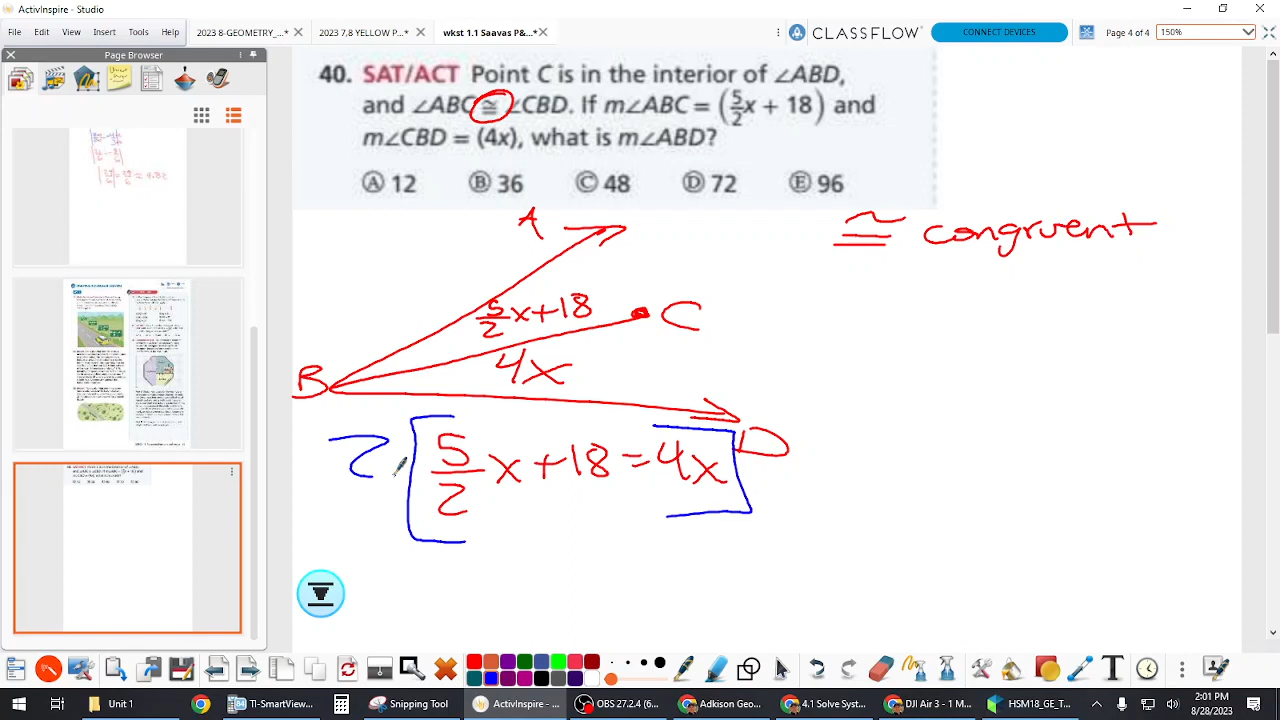 ActivInspire - Studio
File Edit View Insert Tools Help
2023 8-GEOMETRY_...*
2023 7,8 YELLOW P...*
wkst 1.1 Saavas P&...*
CLASSFLOW
CONNECT DEVICES
Page 4 of 4
150%
Page Browser
40. SAT/ACT Point C is in the interior of ∠ABD,
and ∠ABC ≅ ∠CBD. If m∠ABC = (5/2x + 18) and
m∠CBD = (4x), what is m∠ABD?
Ⓐ 12 Ⓑ 36 Ⓒ 48 Ⓓ 72 Ⓔ 96
A
≅ congruent
5/2x+18
C
4x
B
D
2 [5/2 x+18=4x]
T
Unit 1
TI-SmartView...
Snipping Tool
ActivInspire - Stu...
OBS 27.2.4 (6...
Adkison Geo...
4.1 Solve Syst...
DJI Air 3 - 1 M...
HSM18_GE_T...
2:01 PM
8/28/2023